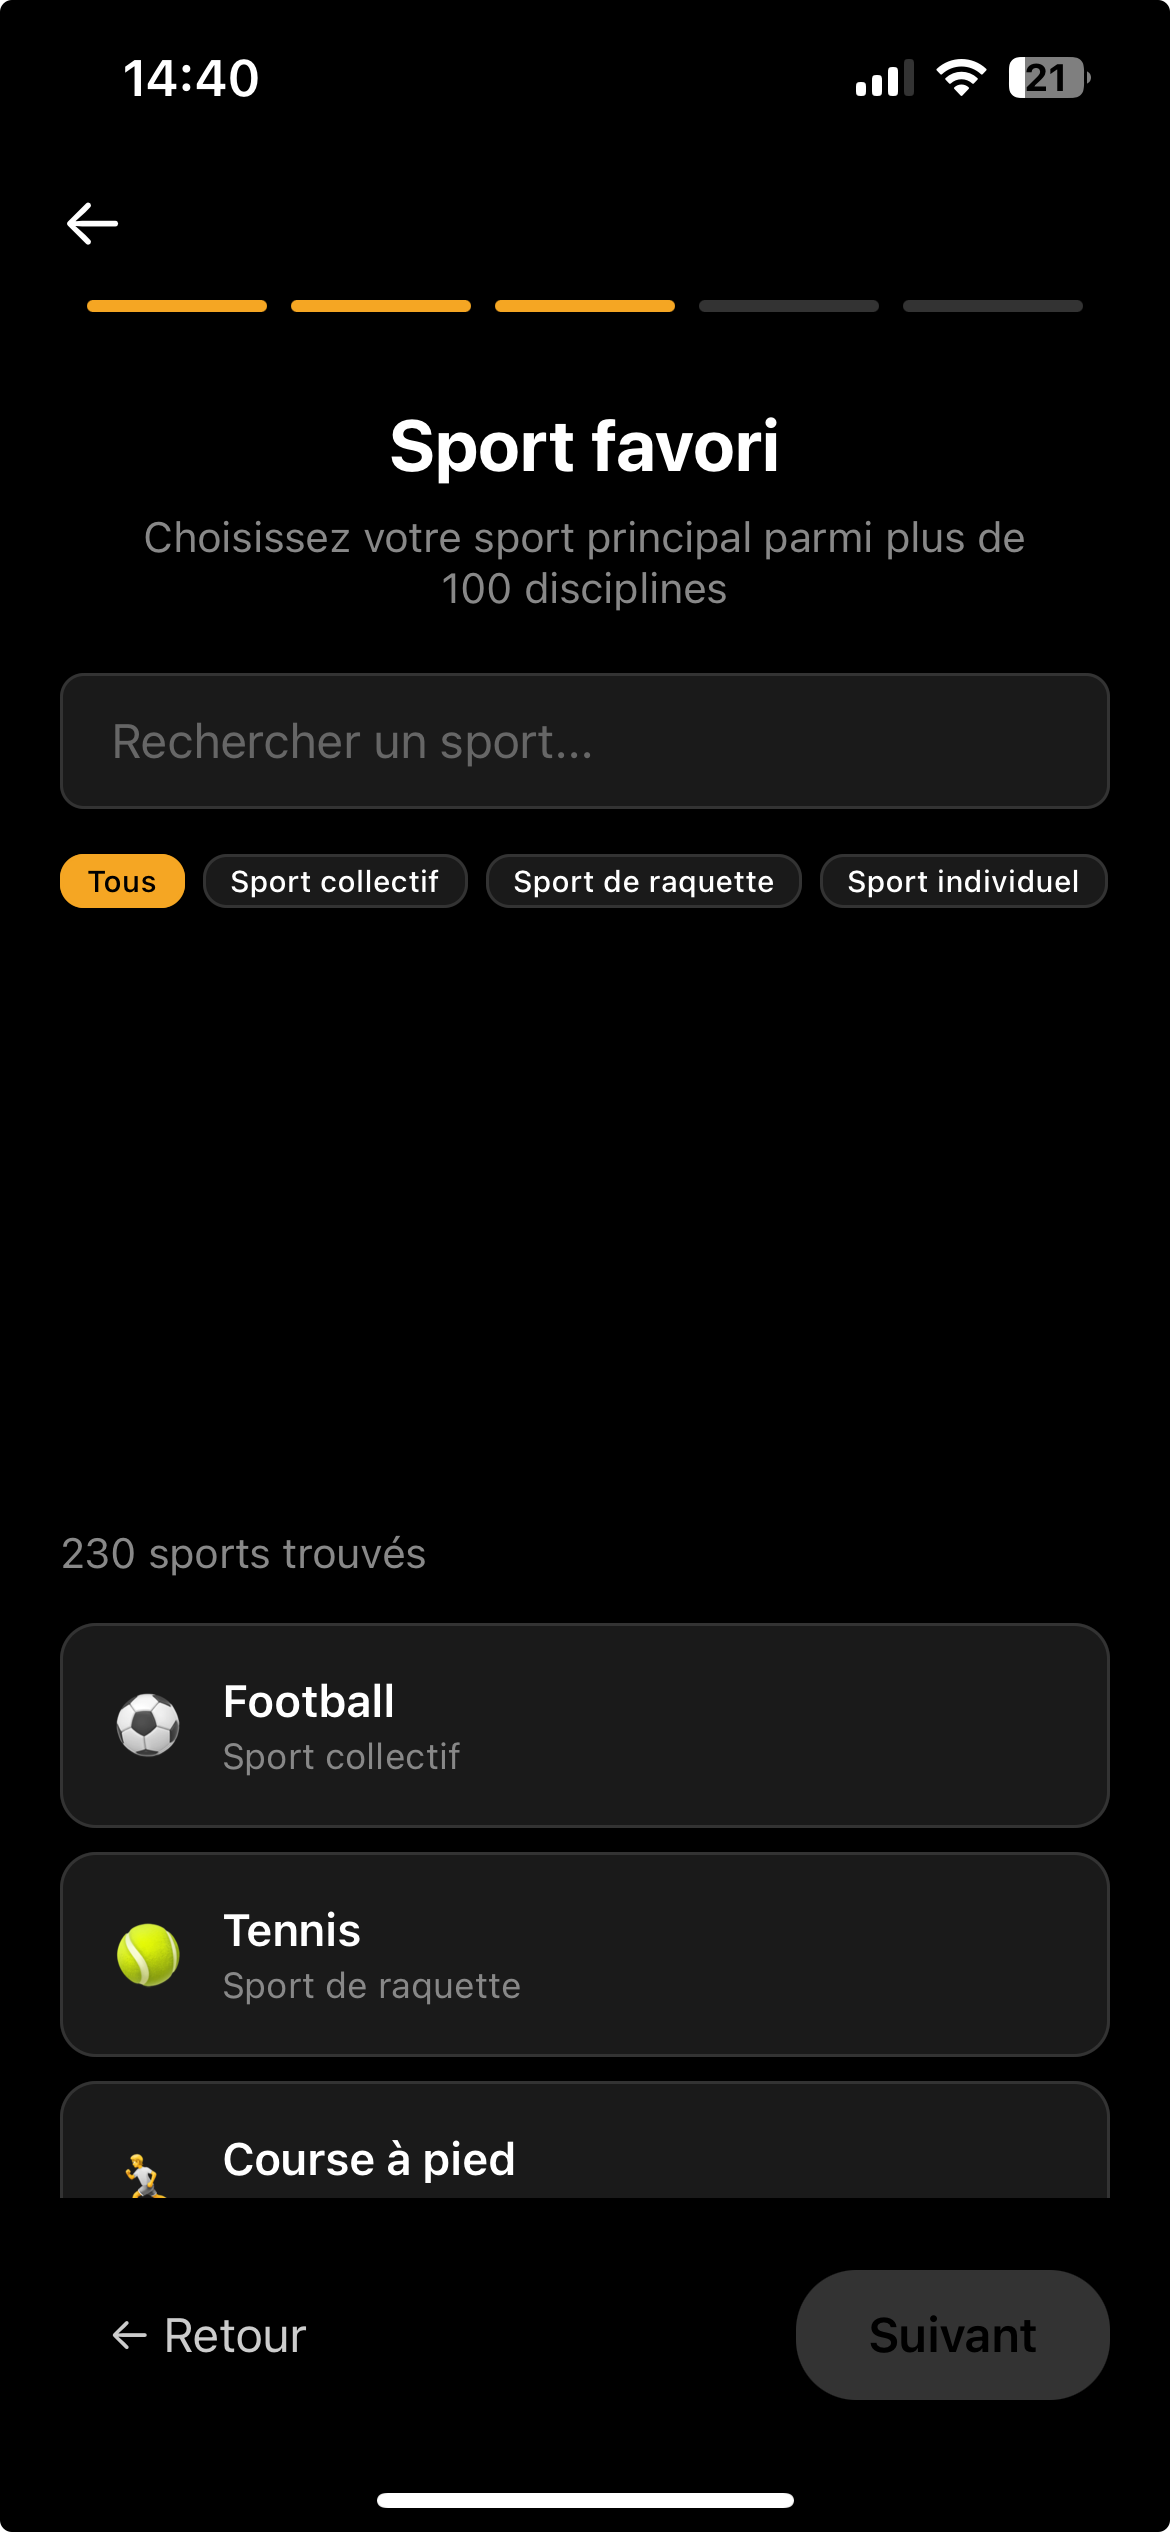 14:40
21
Sport favori
Choisissez votre sport principal parmi plus de
100 disciplines
Rechercher un sport...
Tous
Sport collectif
Sport de raquette
Sport individuel
230 sports trouvés
Football
Sport collectif
Tennis
Sport de raquette
Course à pied
← Retour
Suivant